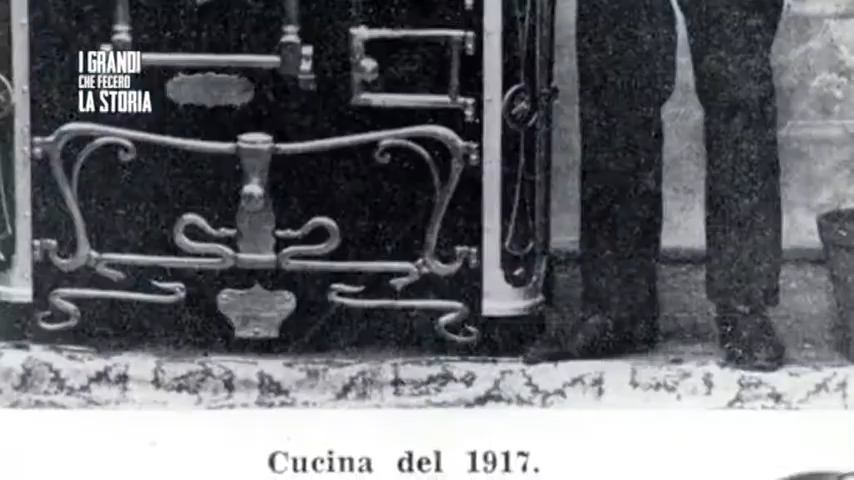 I GRANDI
CHE FECERO
LA STORIA
Cucina del 1917.